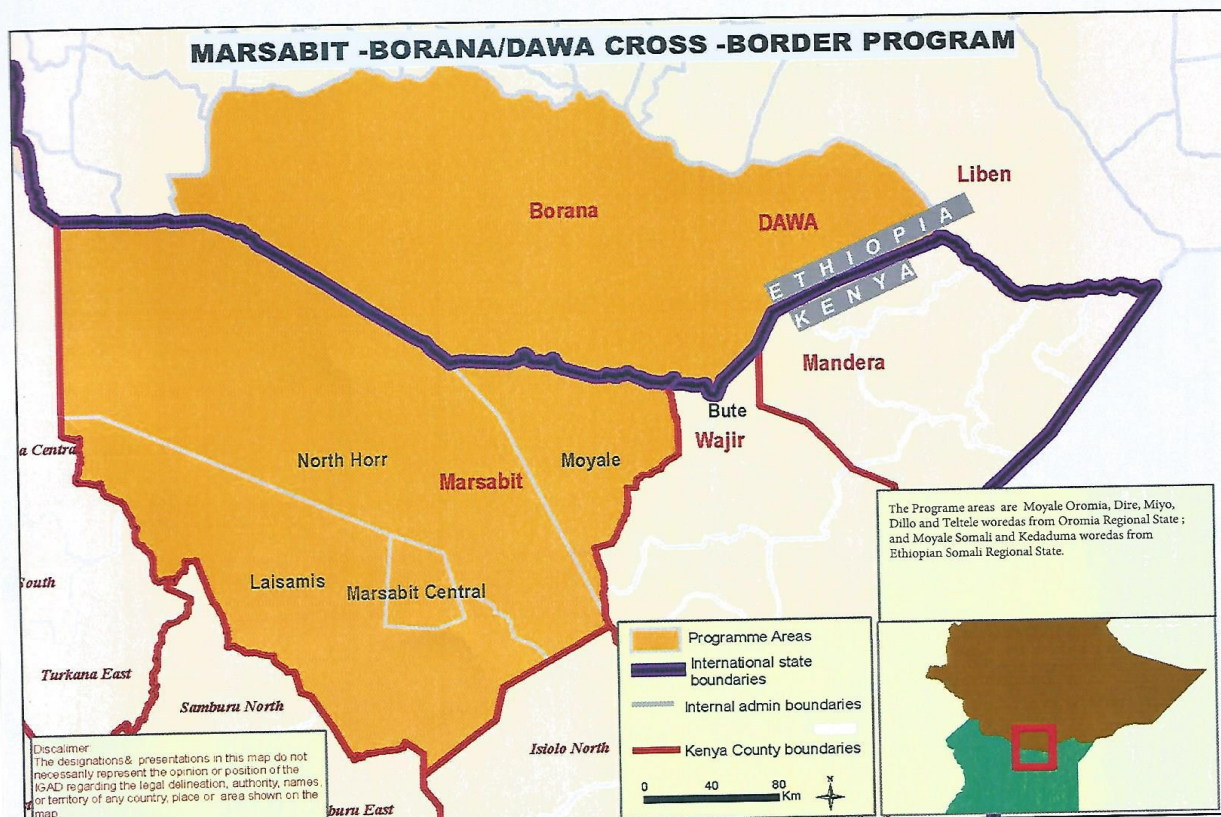 MARSABIT -BORANA/DAWA CROSS -BORDER PROGRAM
Liben
Borana
DAWA
ETHIOPIA
KENYA
Mandera
Bute
Wajir
a Central
North Horr
Moyale
Marsabit
The Programe areas are Moyale Oromia, Dire, Miyo,
Dillo and Teltele woredas from Oromia Regional State ;
and Moyale Somali and Kedaduma woredas from
Ethiopian Somali Regional State.
South
Laisamis
Marsabit Central
Turkana East
Samburu North
Isiolo North
buru East
Programme Areas
International state
boundaries
Internal admin boundaries
Kenya County boundaries
0 40 80
Km
N
Discalimer
The designations& presentations in this map do not
necessarily represent the opinion or position of the
IGAD regarding the legal delineation, authority, names,
or territory of any country, place or area shown on the
map